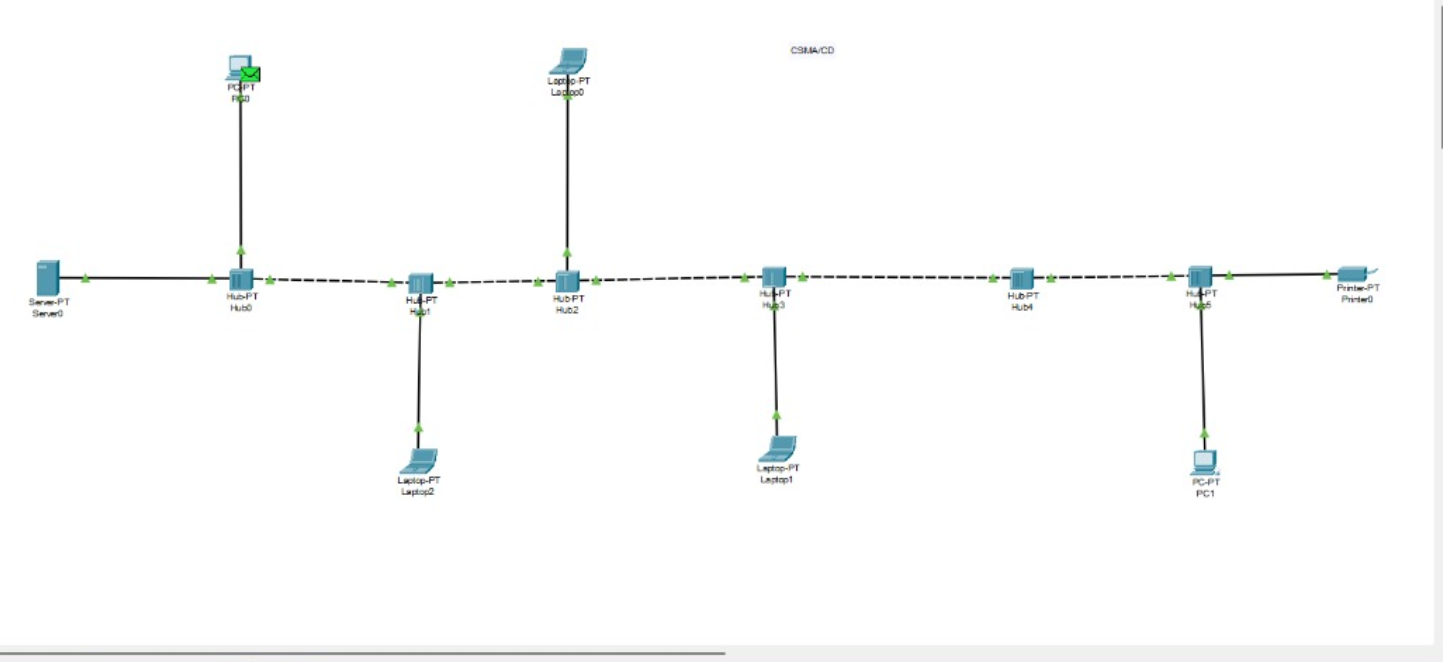 CSMA/CD
PC-PT
PC0
Laptop-PT
Laptop0
Server-PT
Server0
Hub-PT
Hub0
Hub-PT
Hub1
Hub-PT
Hub2
Hub-PT
Hub3
Hub-PT
Hub4
Hub-PT
Hub5
Printer-PT
Printer0
Laptop-PT
Laptop2
Laptop-PT
Laptop1
PC-PT
PC1